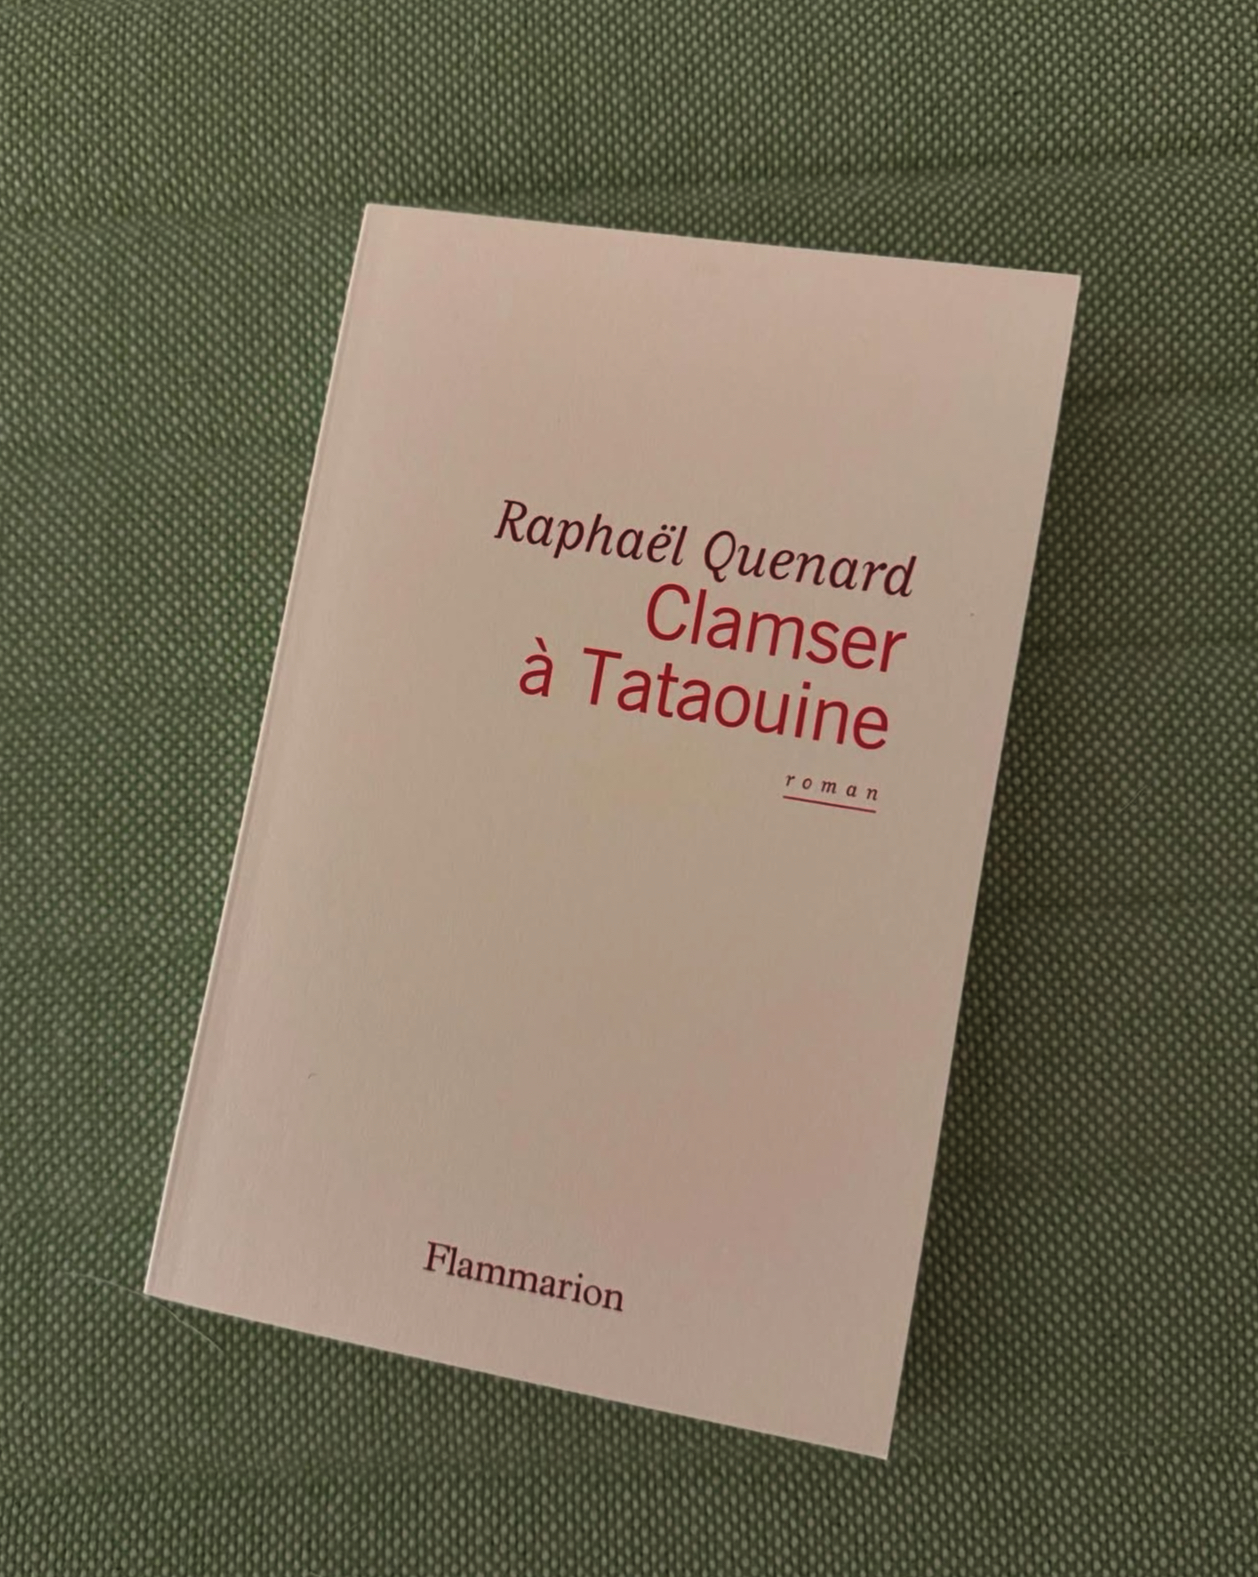 Raphaël Quenard
Clamser
à Tataouine
roman
Flammarion